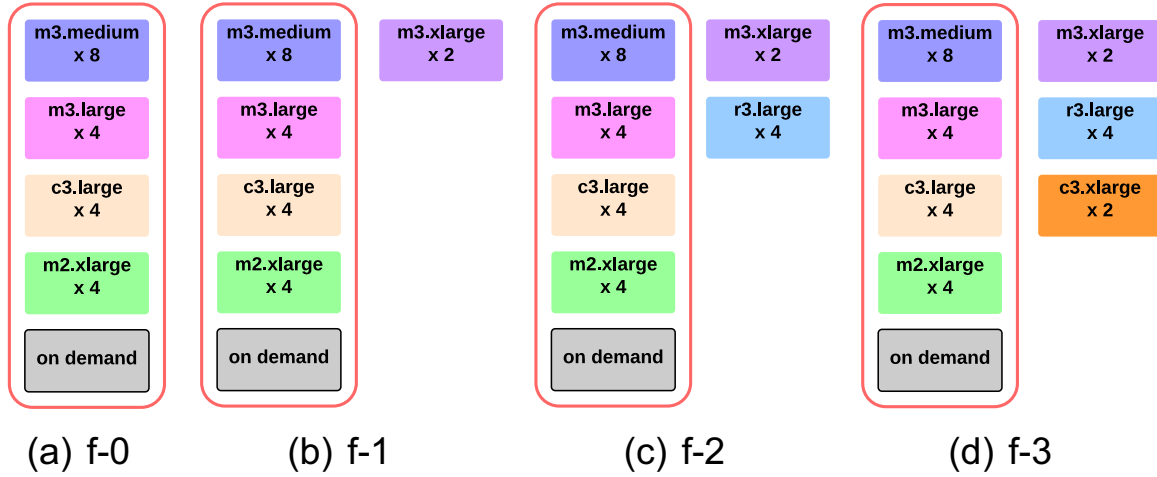 m3.medium
x 8
m3.large
x 4
c3.large
x 4
m2.xlarge
x 4
on demand
(a) f-0
m3.medium
x 8
m3.large
x 4
c3.large
x 4
m2.xlarge
x 4
on demand
m3.xlarge
x 2
(b) f-1
m3.medium
x 8
m3.large
x 4
c3.large
x 4
m2.xlarge
x 4
on demand
m3.xlarge
x 2
r3.large
x 4
(c) f-2
m3.medium
x 8
m3.large
x 4
c3.large
x 4
m2.xlarge
x 4
on demand
m3.xlarge
x 2
r3.large
x 4
c3.xlarge
x 2
(d) f-3